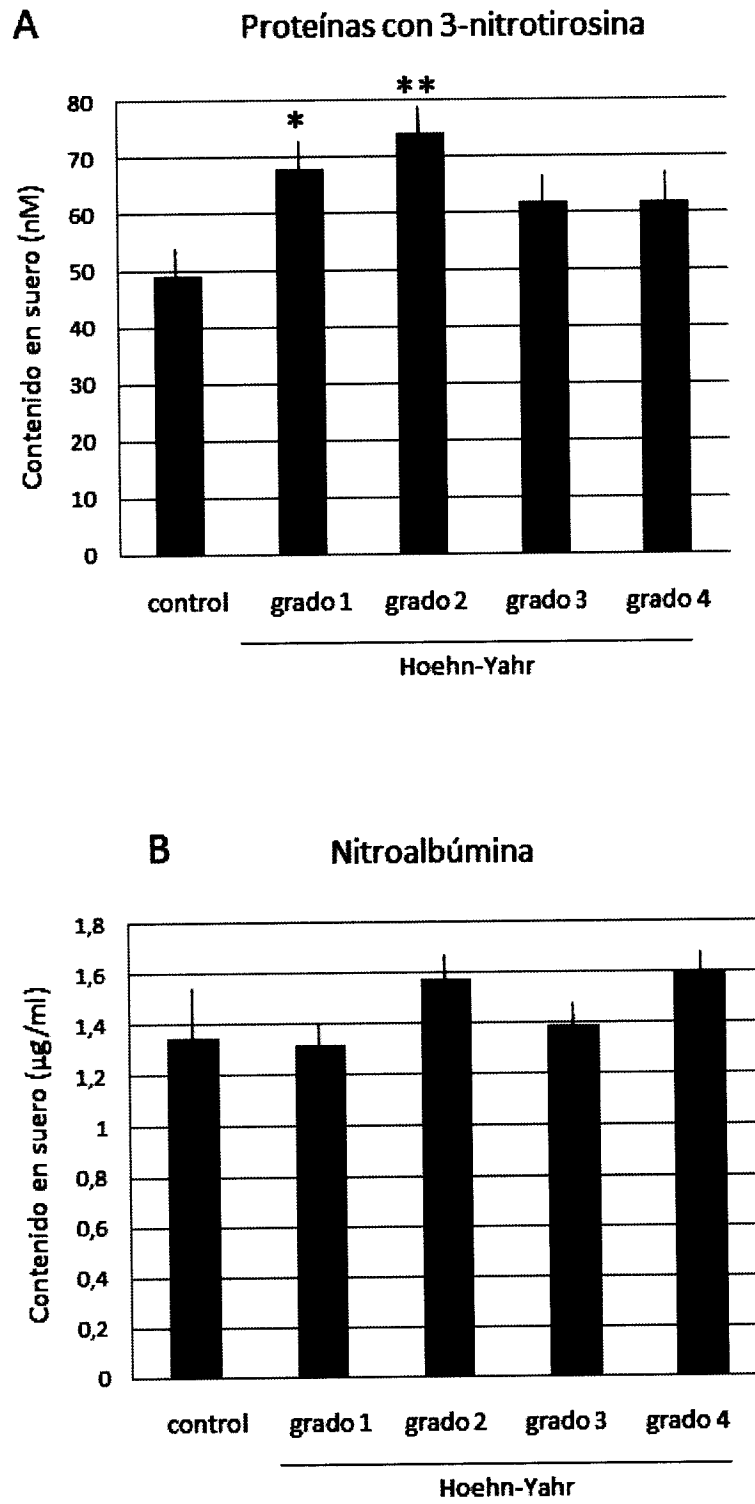 A
Proteínas con 3-nitrotirosina
Contenido en suero (nM)
80
70
60
50
40
30
20
10
0
*
**
control grado 1 grado 2 grado 3 grado 4
Hoehn-Yahr
B
Nitroalbúmina
Contenido en suero (µg/ml)
1,8
1,6
1,4
1,2
1
0,8
0,6
0,4
0,2
0
control grado 1 grado 2 grado 3 grado 4
Hoehn-Yahr